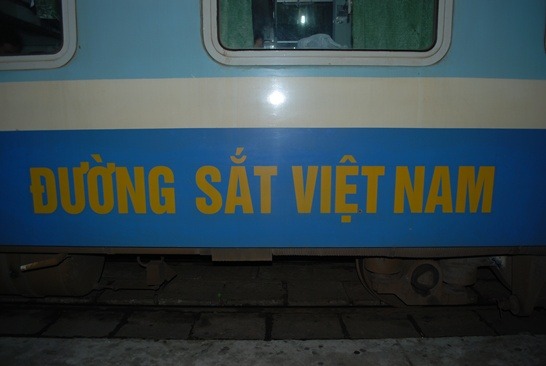 ĐƯỜNG SẮT VIỆT NAM